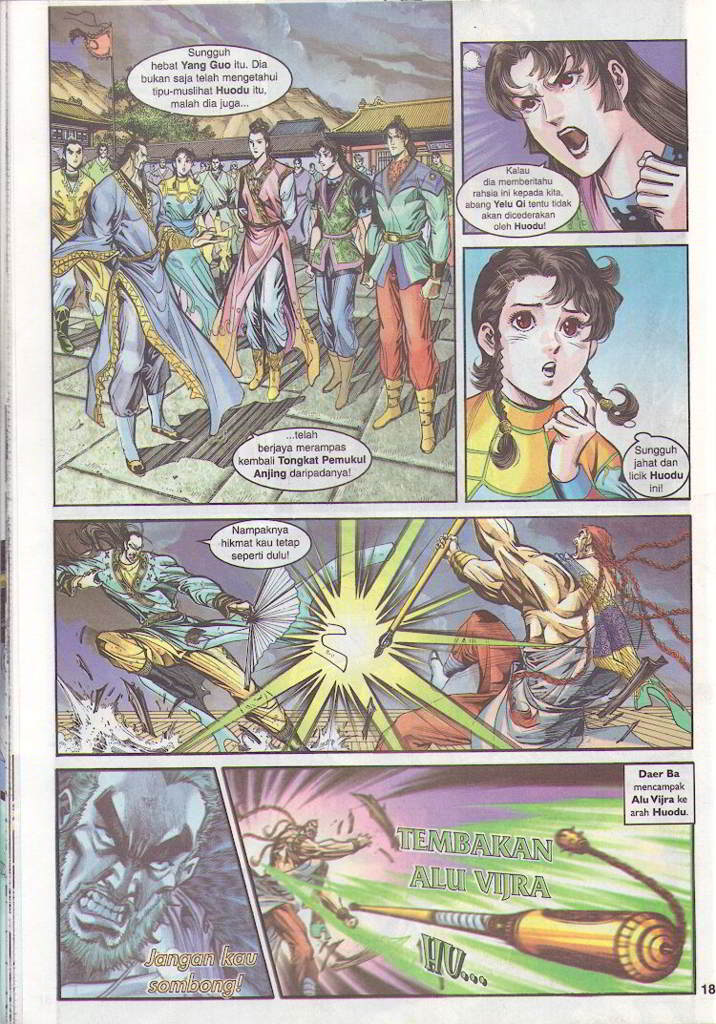 Sungguh
hebat Yang Guo itu. Dia
bukan saja telah mengetahui
tipu-muslihat Huodu itu,
malah dia juga...
...telah
berjaya merampas
kembali Tongkat Pemukul
Anjing daripadanya!
Kalau
dia memberitahu
rahsia ini kepada kita,
abang Yelu Qi tentu tidak
akan dicederakan
oleh Huodu!
Sungguh
jahat dan
licik Huodu
ini!
Nampaknya
hikmat kau tetap
seperti dulu!
Jangan kau
sombong!
Daer Ba
mencampak
Alu Vijra ke
arah Huodu.
TEMBAKAN
ALU VIJRA
HU...
18